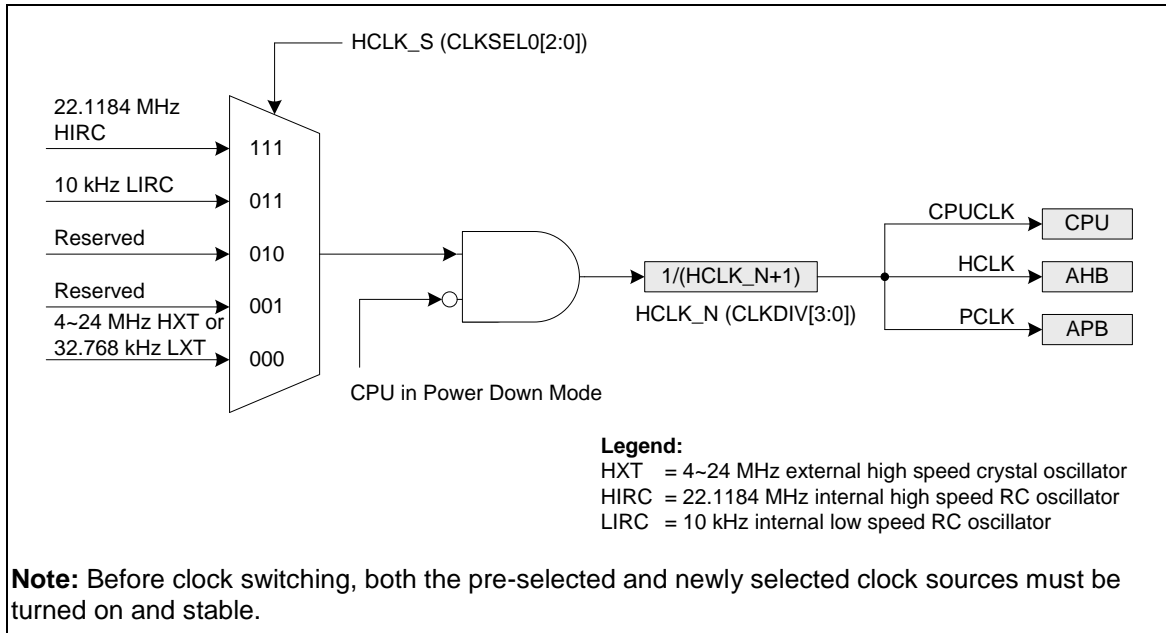 HCLK_S (CLKSEL0[2:0])
22.1184 MHz
HIRC
111
10 kHz LIRC
011
Reserved
010
Reserved
001
4~24 MHz HXT or
32.768 kHz LXT
000
CPU in Power Down Mode
1/(HCLK_N+1)
HCLK_N (CLKDIV[3:0])
CPUCLK
CPU
HCLK
AHB
PCLK
APB
Legend:
HXT = 4~24 MHz external high speed crystal oscillator
HIRC = 22.1184 MHz internal high speed RC oscillator
LIRC = 10 kHz internal low speed RC oscillator
Note: Before clock switching, both the pre-selected and newly selected clock sources must be
turned on and stable.